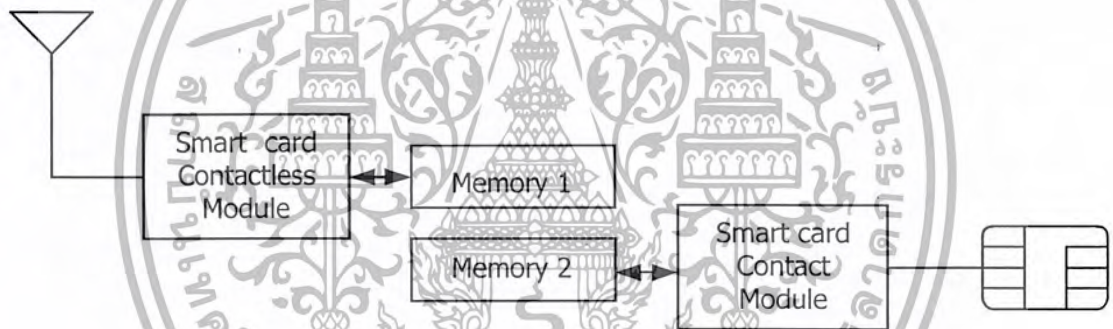 Smart card
Contactless
Module
Memory 1
Memory 2
Smart card
Contact
Module